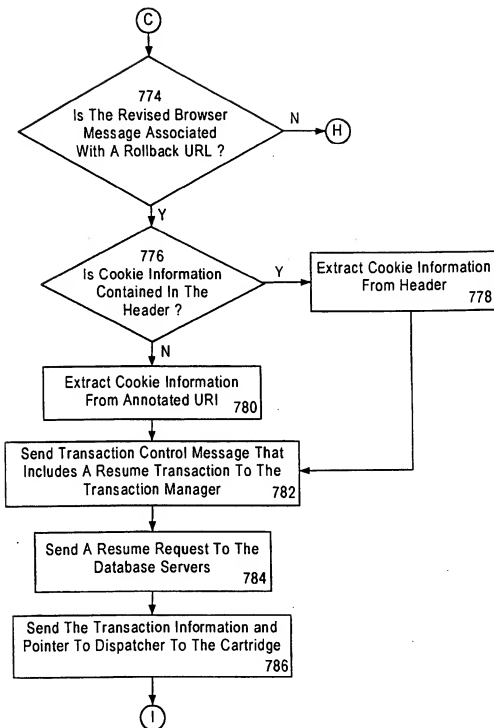 C
774
Is The Revised Browser
Message Associated
With A Rollback URL ?
N
H
Y
776
Is Cookie Information
Contained In The
Header ?
Y
Extract Cookie Information
From Header
778
N
Extract Cookie Information
From Annotated URI
780
Send Transaction Control Message That
Includes A Resume Transaction To The
Transaction Manager
782
Send A Resume Request To The
Database Servers
784
Send The Transaction Information and
Pointer To Dispatcher To The Cartridge
786
I